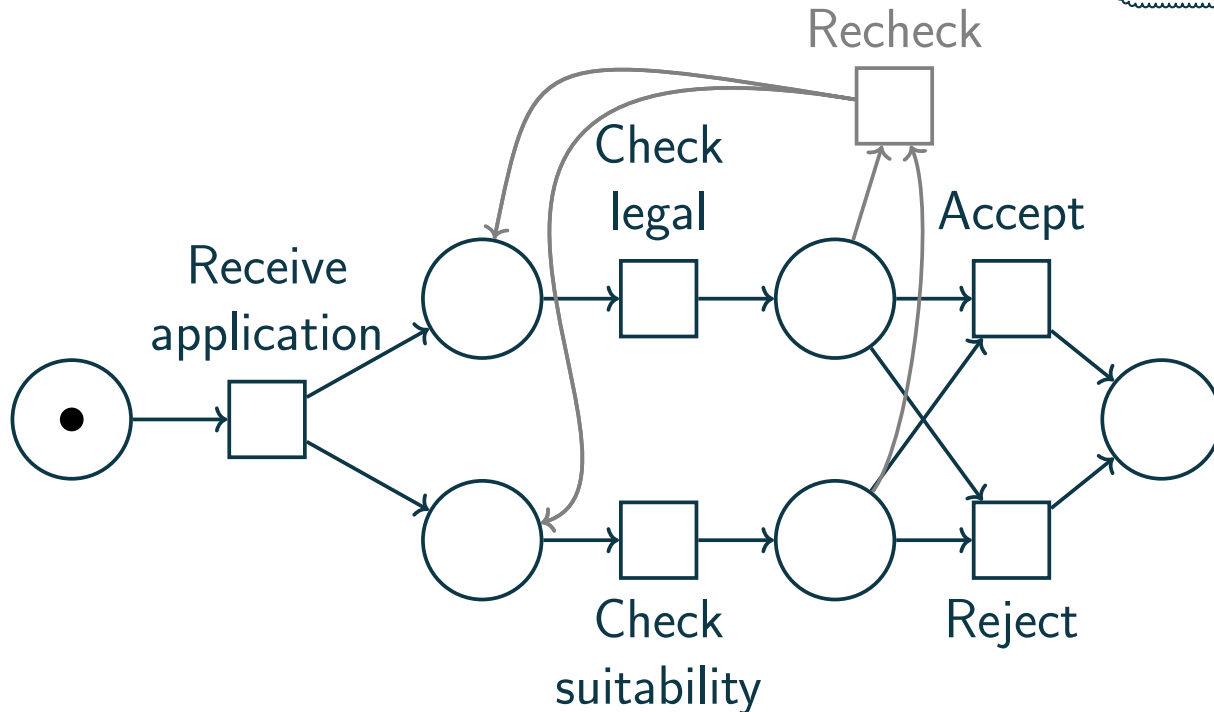 Recheck
Check
legal
Accept
Receive
application
Check
suitability
Reject